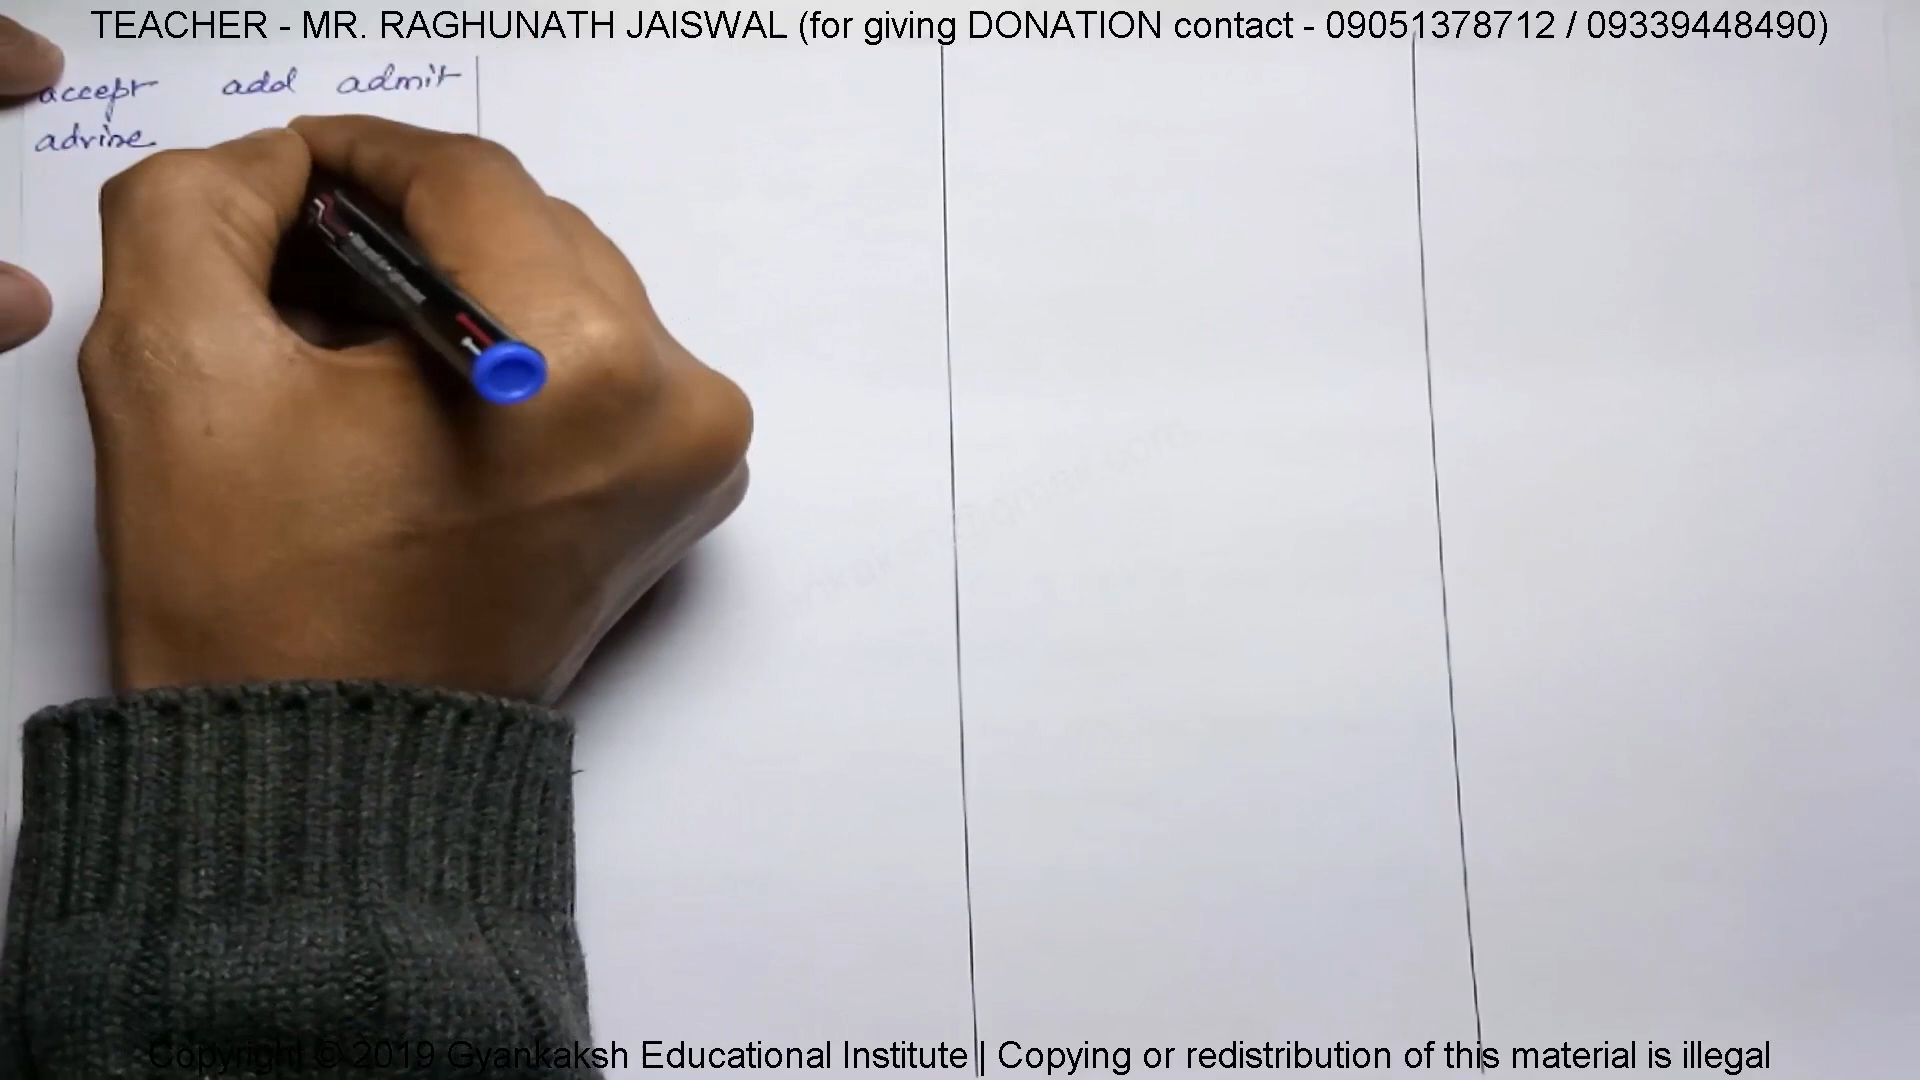 TEACHER - MR. RAGHUNATH JAISWAL (for giving DONATION contact - 09051378712 / 09339448490)
accept add admit
advise
Copyright © 2019 Gyankaksh Educational Institute | Copying or redistribution of this material is illegal